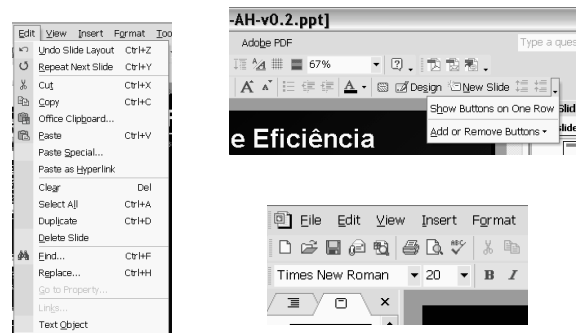 Edit View Insert Format Too
Undo Slide Layout Ctrl+Z
Repeat Next Slide Ctrl+Y
Cut Ctrl+X
Copy Ctrl+C
Office Clipboard...
Paste Ctrl+V
Paste Special...
Paste as Hyperlink
Clear Del
Select All Ctrl+A
Duplicate Ctrl+D
Delete Slide
Find... Ctrl+F
Replace... Ctrl+H
Go to Property...
Links...
Text Object
-AH-v0.2.ppt]
Adobe PDF Type a ques
67%
Design New Slide
Show Buttons on One Row
Add or Remove Buttons
Slid
lide
e Eficiência
File Edit View Insert Format
Times New Roman 20 B I